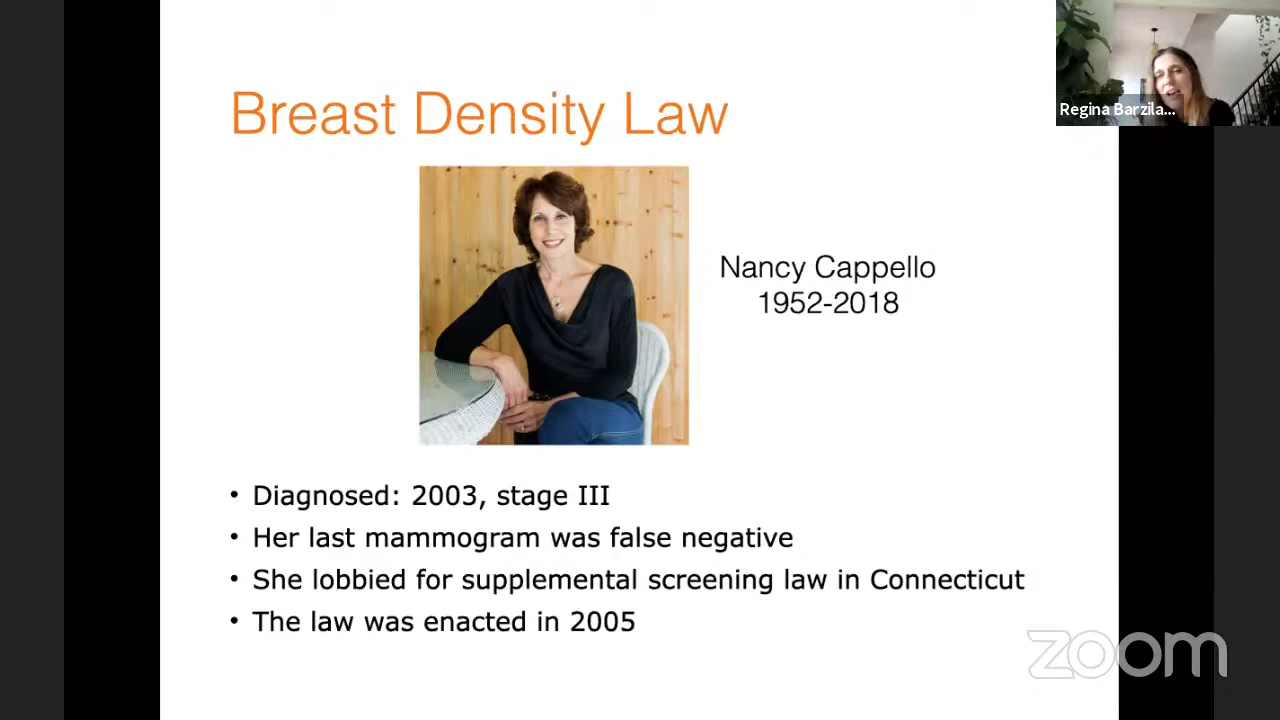 Breast Density Law
Regina Barzila...
Nancy Cappello
1952-2018
• Diagnosed: 2003, stage III
• Her last mammogram was false negative
• She lobbied for supplemental screening law in Connecticut
• The law was enacted in 2005
zoom